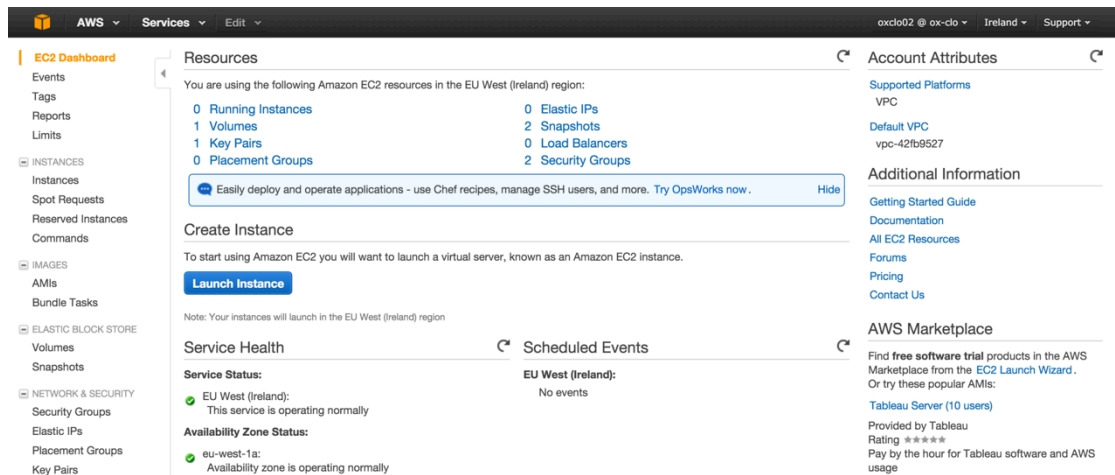 AWS Services Edit oxclo02 @ ox-clo Ireland Support
EC2 Dashboard
Events
Tags
Reports
Limits
INSTANCES
Instances
Spot Requests
Reserved Instances
Commands
IMAGES
AMIs
Bundle Tasks
ELASTIC BLOCK STORE
Volumes
Snapshots
NETWORK & SECURITY
Security Groups
Elastic IPs
Placement Groups
Key Pairs
Resources
You are using the following Amazon EC2 resources in the EU West (Ireland) region:
0 Running Instances
1 Volumes
1 Key Pairs
0 Placement Groups
0 Elastic IPs
2 Snapshots
0 Load Balancers
2 Security Groups
Easily deploy and operate applications - use Chef recipes, manage SSH users, and more. Try OpsWorks now. Hide
Create Instance
To start using Amazon EC2 you will want to launch a virtual server, known as an Amazon EC2 instance.
Launch Instance
Note: Your instances will launch in the EU West (Ireland) region
Service Health
Service Status:
EU West (Ireland):
This service is operating normally
Availability Zone Status:
eu-west-1a:
Availability zone is operating normally
Scheduled Events
EU West (Ireland):
No events
Account Attributes
Supported Platforms
VPC
Default VPC
vpc-42fb9527
Additional Information
Getting Started Guide
Documentation
All EC2 Resources
Forums
Pricing
Contact Us
AWS Marketplace
Find free software trial products in the AWS
Marketplace from the EC2 Launch Wizard.
Or try these popular AMIs:
Tableau Server (10 users)
Provided by Tableau
Rating
Pay by the hour for Tableau software and AWS
usage